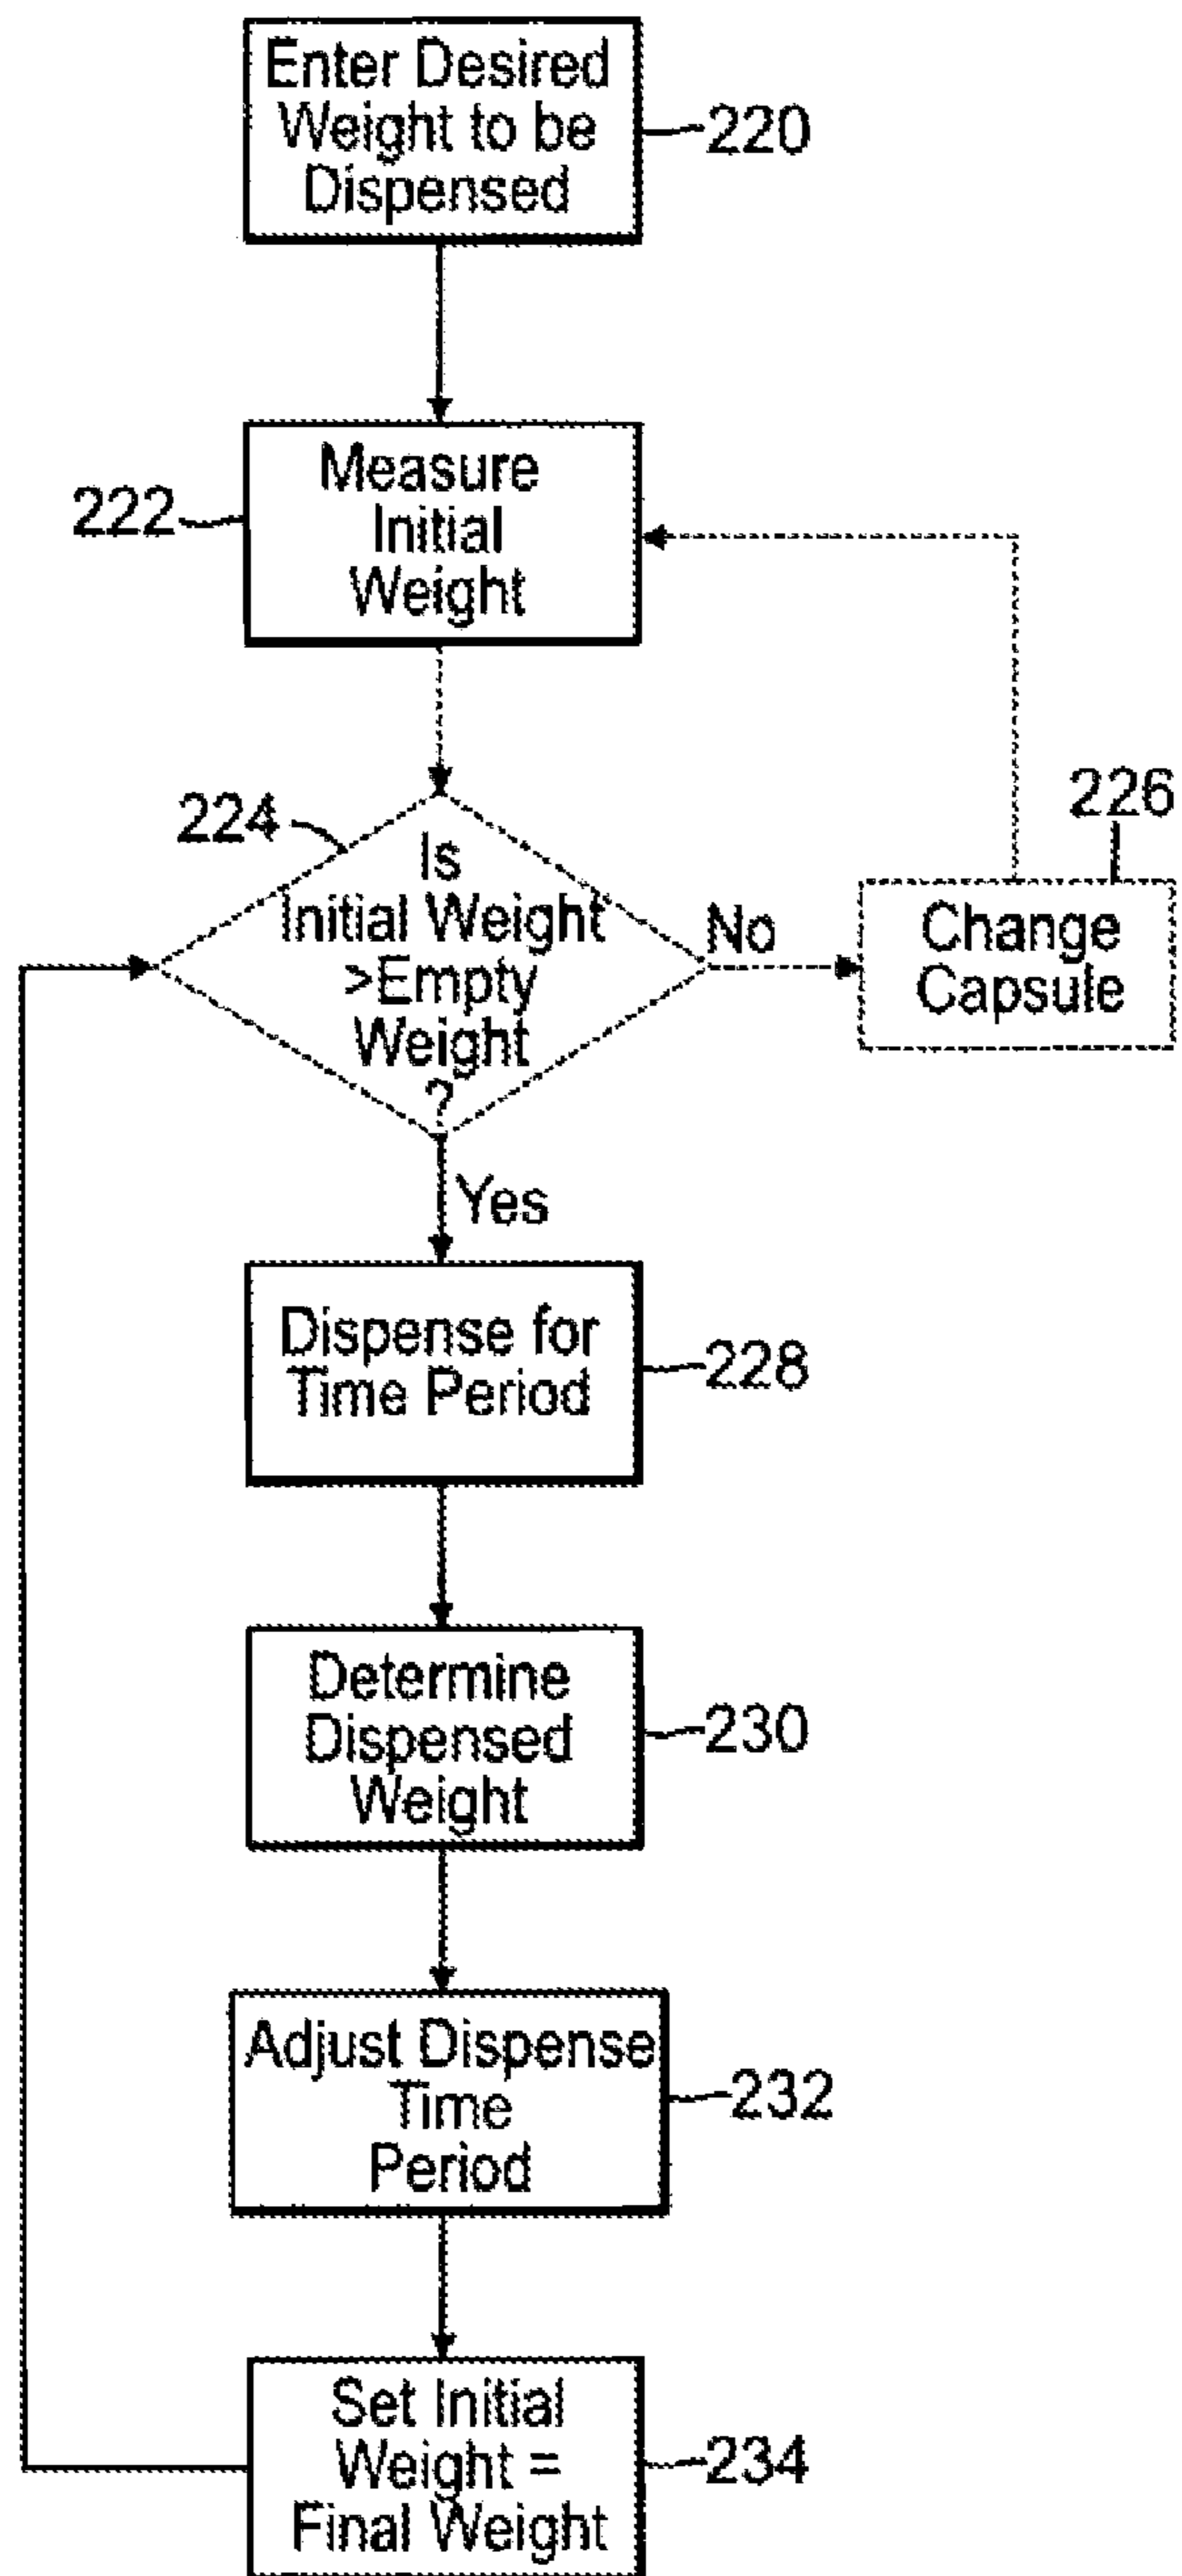 Enter Desired
Weight to be
Dispensed
220
Measure
Initial
Weight
222
224
Is
Initial Weight
>Empty
Weight
?
No
226
Change
Capsule
Yes
Dispense for
Time Period
228
Determine
Dispensed
Weight
230
Adjust Dispense
Time
Period
232
Set Initial
Weight =
Final Weight
234